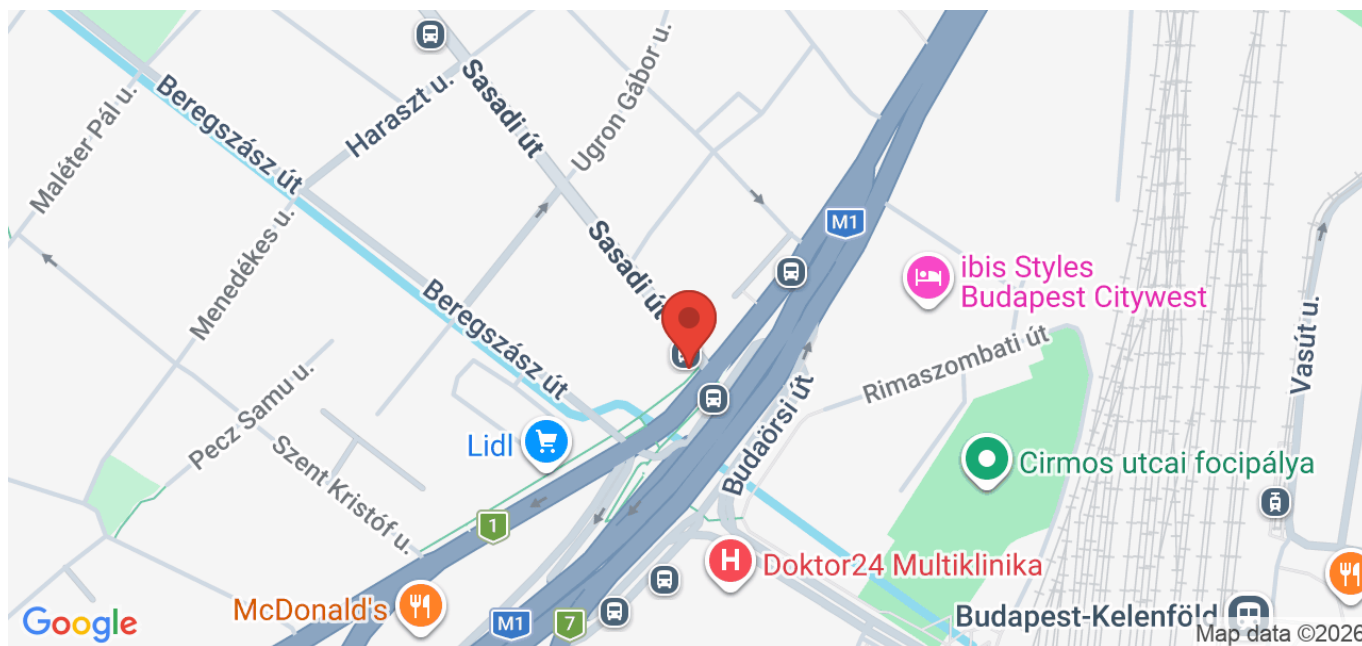 Sasadi út
Ugron Gábor u.
Haraszt u.
Beregszász út
Maléter Pál u.
Menedékes u.
Sasadi út
M1
ibis Styles
Budapest Citywest
Beregszász út
Rimaszombati út
Vasút u.
Pecz Samu u.
Lidl
Budaörsi út
Szent Kristóf u.
Cirmos utcai focipálya
1
H
Doktor24 Multiklinika
McDonald's
Google
M1
7
Budapest-Kelenföld
Map data ©2026